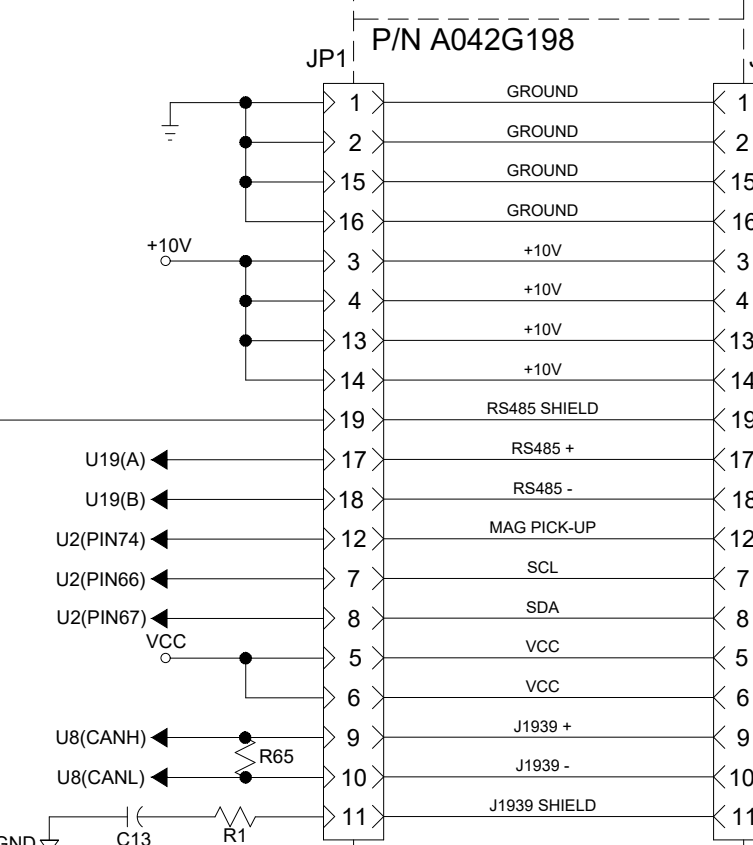 P/N A042G198
JP1
1 GROUND 1
2 GROUND 2
15 GROUND 15
16 GROUND 16
+10V
3 +10V 3
4 +10V 4
13 +10V 13
14 +10V 14
19 RS485 SHIELD 19
U19(A) 17 RS485 + 17
U19(B) 18 RS485 - 18
U2(PIN74) 12 MAG PICK-UP 12
U2(PIN66) 7 SCL 7
U2(PIN67) 8 SDA 8
VCC
5 VCC 5
6 VCC 6
U8(CANH) 9 J1939 + 9
R65
U8(CANL) 10 J1939 - 10
11 J1939 SHIELD 11
GND C13 R1